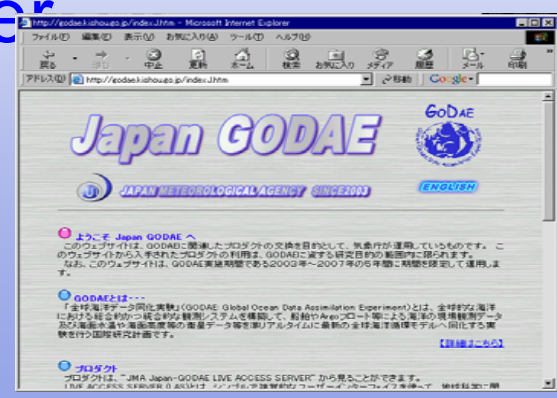 er
http://godae.kishou.go.jp/index.J.htm - Microsoft Internet Explorer
ファイル(F) 編集(E) 表示(V) お気に入り(A) ツール(T) ヘルプ(H)
戻る 進む 中止 更新 ホーム 検索 お気に入り メディア 履歴 メール 印刷
アドレス(D) http://godae.kishou.go.jp/index.J.htm 移動 Google
GODAE
Japan GODAE
JAPAN METEOROLOGICAL AGENCY SINCE2003
ENGLISH
ようこそ Japan GODAE へ
このウェブサイトは、GODAEに関連したプロダクトの交換を目的として、気象庁が運用しているものです。 こ
のウェブサイトから入手されたプロダクトの利用は、GODAEに資する研究目的の範囲内に限られます。
なお、このウェブサイトは、GODAE実施期間である2003年～2007年の5年間に期間を限定して運用しま
す。
GODAEとは・・・
「全球海洋データ同化実験」(GODAE: Global Ocean Data Assimilation Experiment)とは、全球的な海洋
における総合的かつ統合的な観測システムを構築して、船舶やArgoフロート等による海洋の現場観測データ
及び海面水温や海面高度等の衛星データ等を準リアルタイムに最新の全球海洋循環モデルへ同化する実
験を行う国際研究計画です。
【詳細はこちら】
プロダクト
プロダクトは、"JMA Japan-GODAE LIVE ACCESS SERVER" から見ることができます。
LIVE ACCESS SERVER (LAS)とは